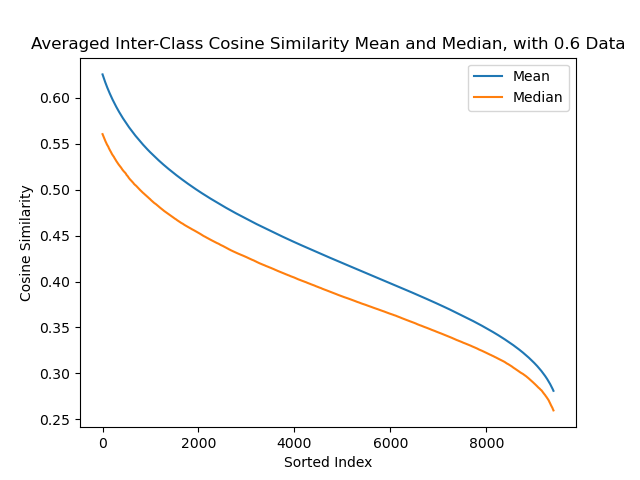 Averaged Inter-Class Cosine Similarity Mean and Median, with 0.6 Data
Mean
Median
0.60
0.55
0.50
0.45
0.40
0.35
0.30
0.25
Cosine Similarity
0
2000
4000
6000
8000
Sorted Index